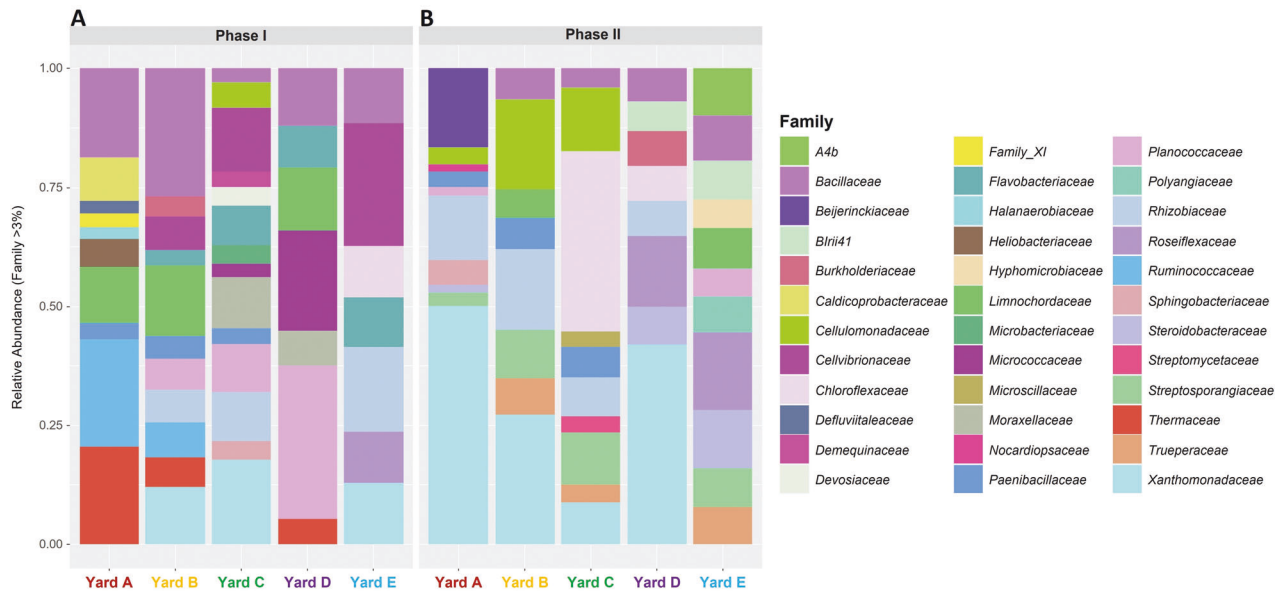 A
B
Phase I
Phase II
Relative Abundance (Family >3%)
1.00
0.75
0.50
0.25
0.00
Yard A
Yard B
Yard C
Yard D
Yard E
Yard A
Yard B
Yard C
Yard D
Yard E
Family
A4b
Bacillaceae
Beijerinckiaceae
BIrii41
Burkholderiaceae
Caldicoprobacteraceae
Cellulomonadaceae
Cellvibrionaceae
Chloroflexaceae
Defluviitaleaceae
Demequinaceae
Devosiaceae
Family_XI
Flavobacteriaceae
Halanaerobiaceae
Heliobacteriaceae
Hyphomicrobiaceae
Limnochordaceae
Microbacteriaceae
Micrococcaceae
Microscillaceae
Moraxellaceae
Nocardiopsaceae
Paenibacillaceae
Planococcaceae
Polyangiaceae
Rhizobiaceae
Roseiflexaceae
Ruminococcaceae
Sphingobacteriaceae
Steroidobacteraceae
Streptomycetaceae
Streptosporangiaceae
Thermaceae
Trueperaceae
Xanthomonadaceae